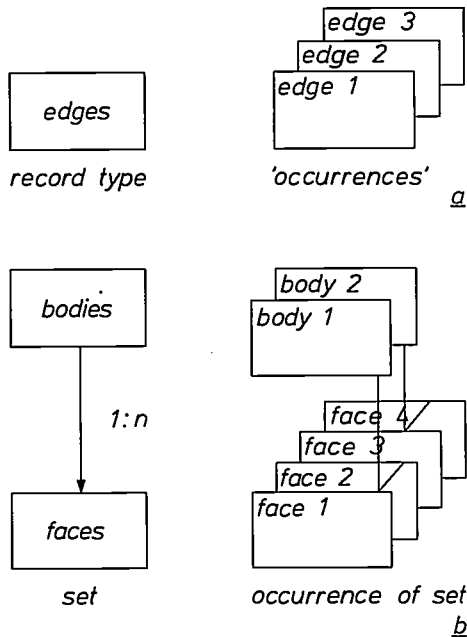 edge 3
edge 2
edge 1
edges
record type
'occurrences'
a
bodies
body 2
body 1
1:n
face 4
face 3
face 2
face 1
faces
set
occurrence of set
b